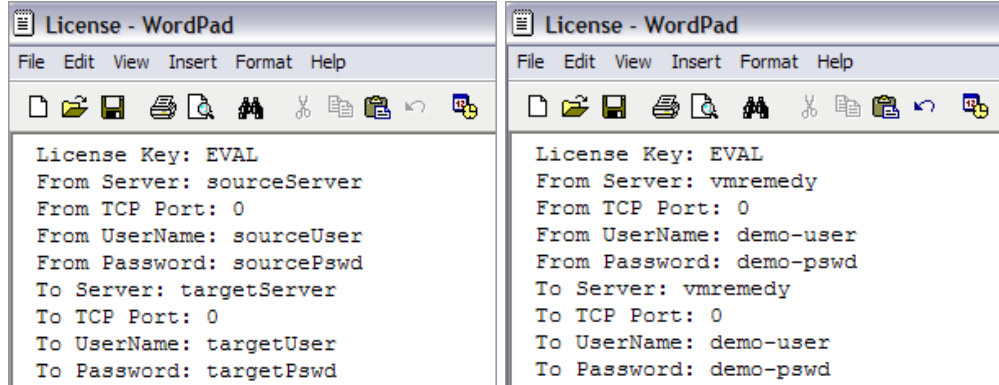 License - WordPad
File Edit View Insert Format Help
License Key: EVAL
From Server: sourceServer
From TCP Port: 0
From UserName: sourceUser
From Password: sourcePswd
To Server: targetServer
To TCP Port: 0
To UserName: targetUser
To Password: targetPswd
License - WordPad
File Edit View Insert Format Help
License Key: EVAL
From Server: vmremedy
From TCP Port: 0
From UserName: demo-user
From Password: demo-pswd
To Server: vmremedy
To TCP Port: 0
To UserName: demo-user
To Password: demo-pswd